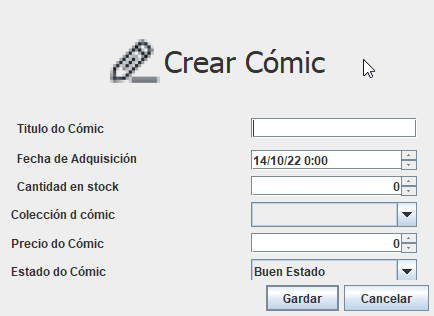 Crear Cómic
Titulo do Cómic
Fecha de Adquisición 14/10/22 0:00
Cantidad en stock 0
Colección d cómic
Precio do Cómic 0
Estado do Cómic Buen Estado
Gardar Cancelar